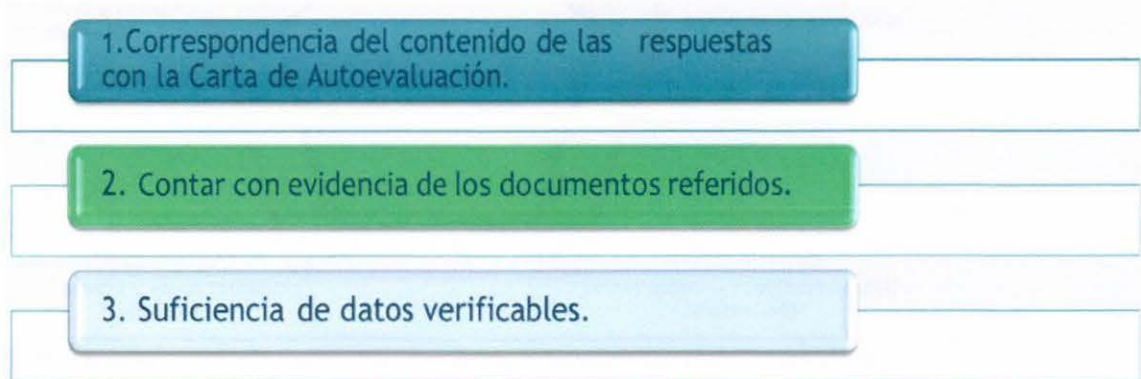 1.Correspondencia del contenido de las respuestas
con la Carta de Autoevaluación.
2. Contar con evidencia de los documentos referidos.
3. Suficiencia de datos verificables.